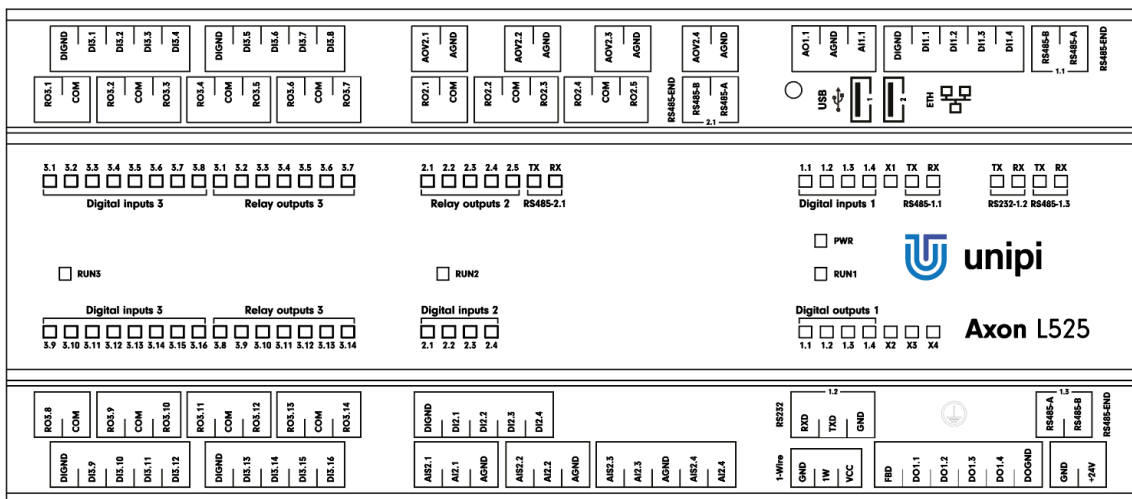 DIGND DI3.1 DI3.2 DI3.3 DI3.4 DIGND DI3.5 DI3.6 DI3.7 DI3.8 AOV2.1 AGND AOV2.2 AGND AOV2.3 AGND AOV2.4 AGND AO1.1 AGND AI1.1 DIGND DI1.1 DI1.2 DI1.3 DI1.4 RS485-B RS485-A RS485-END
1.1
RO3.1 COM RO3.2 COM RO3.3 RO3.4 COM RO3.5 RO3.6 COM RO3.7 RO2.1 COM RO2.2 COM RO2.3 RO2.4 COM RO2.5 RS485-END RS485-B RS485-A USB 1 2 ETH
2.1
3.1 3.2 3.3 3.4 3.5 3.6 3.7 3.8 3.1 3.2 3.3 3.4 3.5 3.6 3.7 2.1 2.2 2.3 2.4 2.5 TX RX 1.1 1.2 1.3 1.4 X1 TX RX TX RX TX RX
Digital inputs 3 Relay outputs 3 Relay outputs 2 RS485-2.1 Digital inputs 1 RS485-1.1 RS232-1.2 RS485-1.3
PWR
unipi
RUN3 RUN2 RUN1
Digital inputs 3 Relay outputs 3 Digital inputs 2 Digital outputs 1
Axon L525
3.9 3.10 3.11 3.12 3.13 3.14 3.15 3.16 3.8 3.9 3.10 3.11 3.12 3.13 3.14 2.1 2.2 2.3 2.4 1.1 1.2 1.3 1.4 X2 X3 X4
1.2 1.3
RO3.8 COM RO3.9 COM RO3.10 RO3.11 COM RO3.12 RO3.13 COM RO3.14 DIGND DI2.1 DI2.2 DI2.3 DI2.4 RS232 RXD TXD GND RS485-A RS485-B RS485-END
DIGND DI3.9 DI3.10 DI3.11 DI3.12 DIGND DI3.13 DI3.14 DI3.15 DI3.16 AIS2.1 AI2.1 AGND AIS2.2 AI2.2 AGND AIS2.3 AI2.3 AGND AIS2.4 AI2.4 1-Wire GND 1W VCC FBD DO1.1 DO1.2 DO1.3 DO1.4 DOGND GND +24V